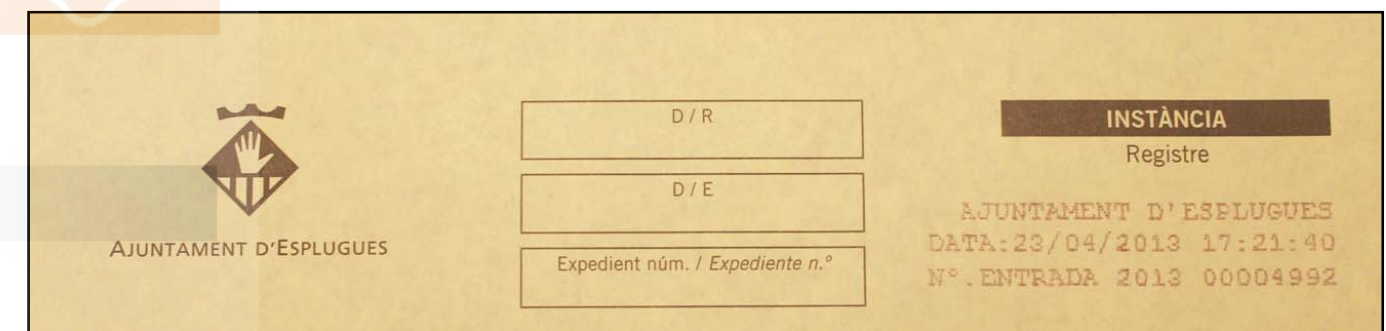 AJUNTAMENT D'ESPLUGUES
D / R
D / E
Expedient núm. / Expediente n.º
INSTÀNCIA
Registre
AJUNTAMENT D'ESPLUGUES
DATA:23/04/2013 17:21:40
Nº.ENTRADA 2013 00004992